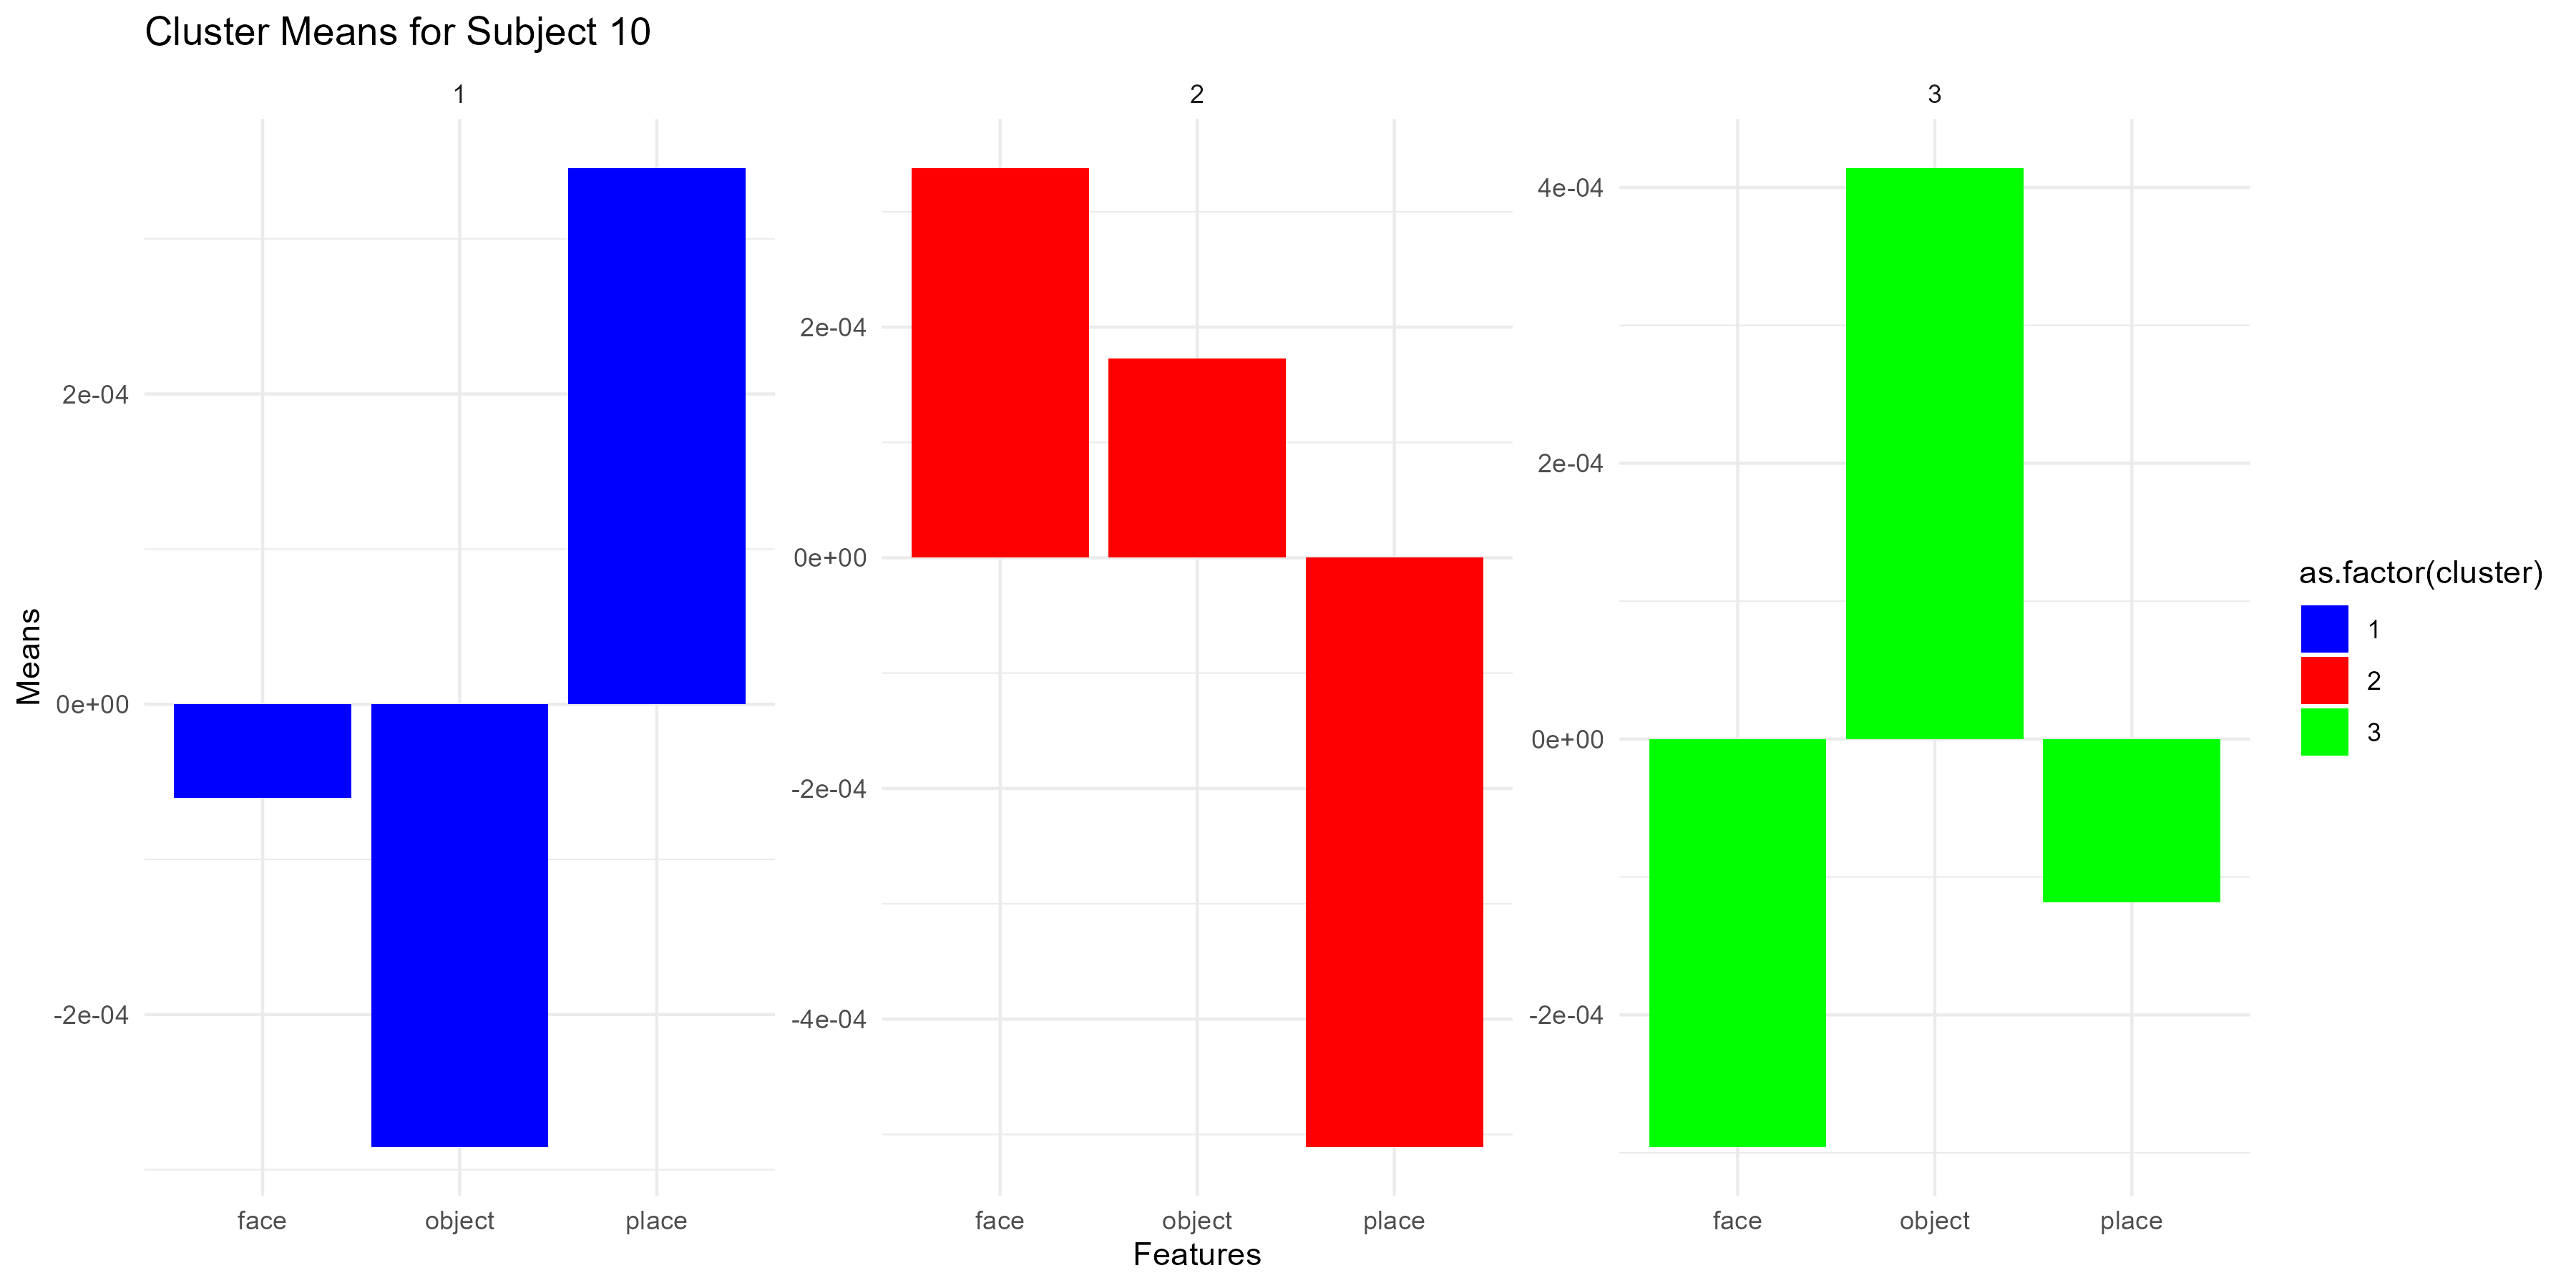 Cluster Means for Subject 10
1
2
3
Means
2e-04
0e+00
-2e-04
2e-04
0e+00
-2e-04
-4e-04
4e-04
2e-04
0e+00
-2e-04
face object place
face object place
face object place
Features
as.factor(cluster)
1
2
3